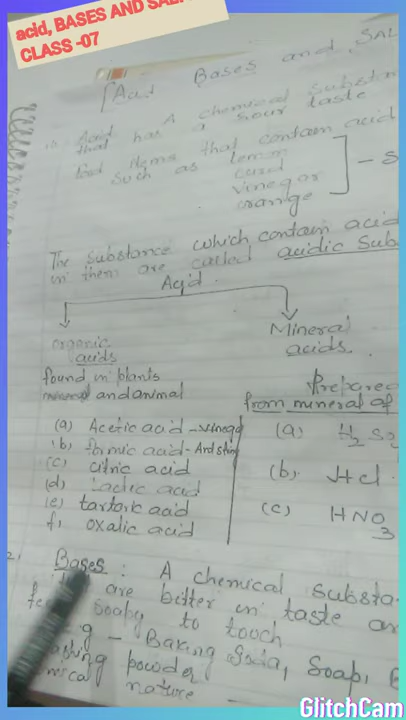 acid, BASES AND SAL
CLASS -07
Acid Bases and SAL
Acid A chemical substan
that has a sour taste
food items that contain acid
such as lemon
curd
vinegar
orange
- S
The substance which contain acid
in them are called acidic Sub
Acid
organic
acids
found in plants
and animal
(a) Acetic acid - vineg
(b) formic acid - Ant stin
(c) citric acid
(d) Lactic acid
(e) tartaric acid
f) oxalic acid
Mineral
acids
Prepared
from mineral of
(a) H2 SO
(b) Hcl
(c) HNO3
2. Bases : A chemical substa
are bitter in taste an
soapy to touch
eg - Baking Soda, Soap, B
washing powder
nature -
GlitchCam